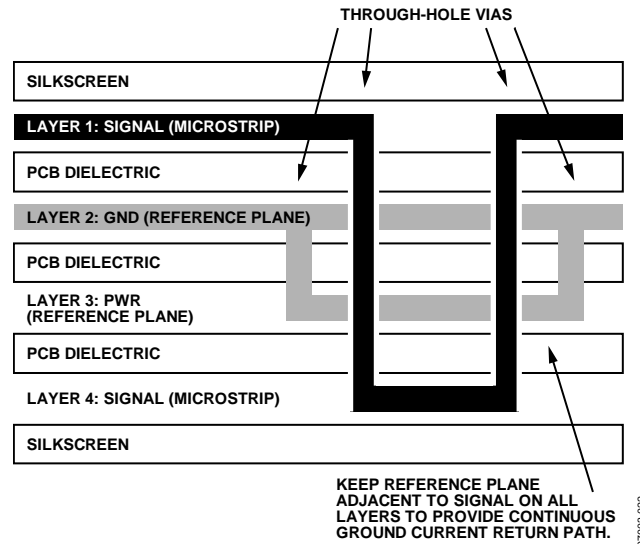 THROUGH-HOLE VIAS
SILKSCREEN
LAYER 1: SIGNAL (MICROSTRIP)
PCB DIELECTRIC
LAYER 2: GND (REFERENCE PLANE)
PCB DIELECTRIC
LAYER 3: PWR
(REFERENCE PLANE)
PCB DIELECTRIC
LAYER 4: SIGNAL (MICROSTRIP)
SILKSCREEN
KEEP REFERENCE PLANE
ADJACENT TO SIGNAL ON ALL
LAYERS TO PROVIDE CONTINUOUS
GROUND CURRENT RETURN PATH.